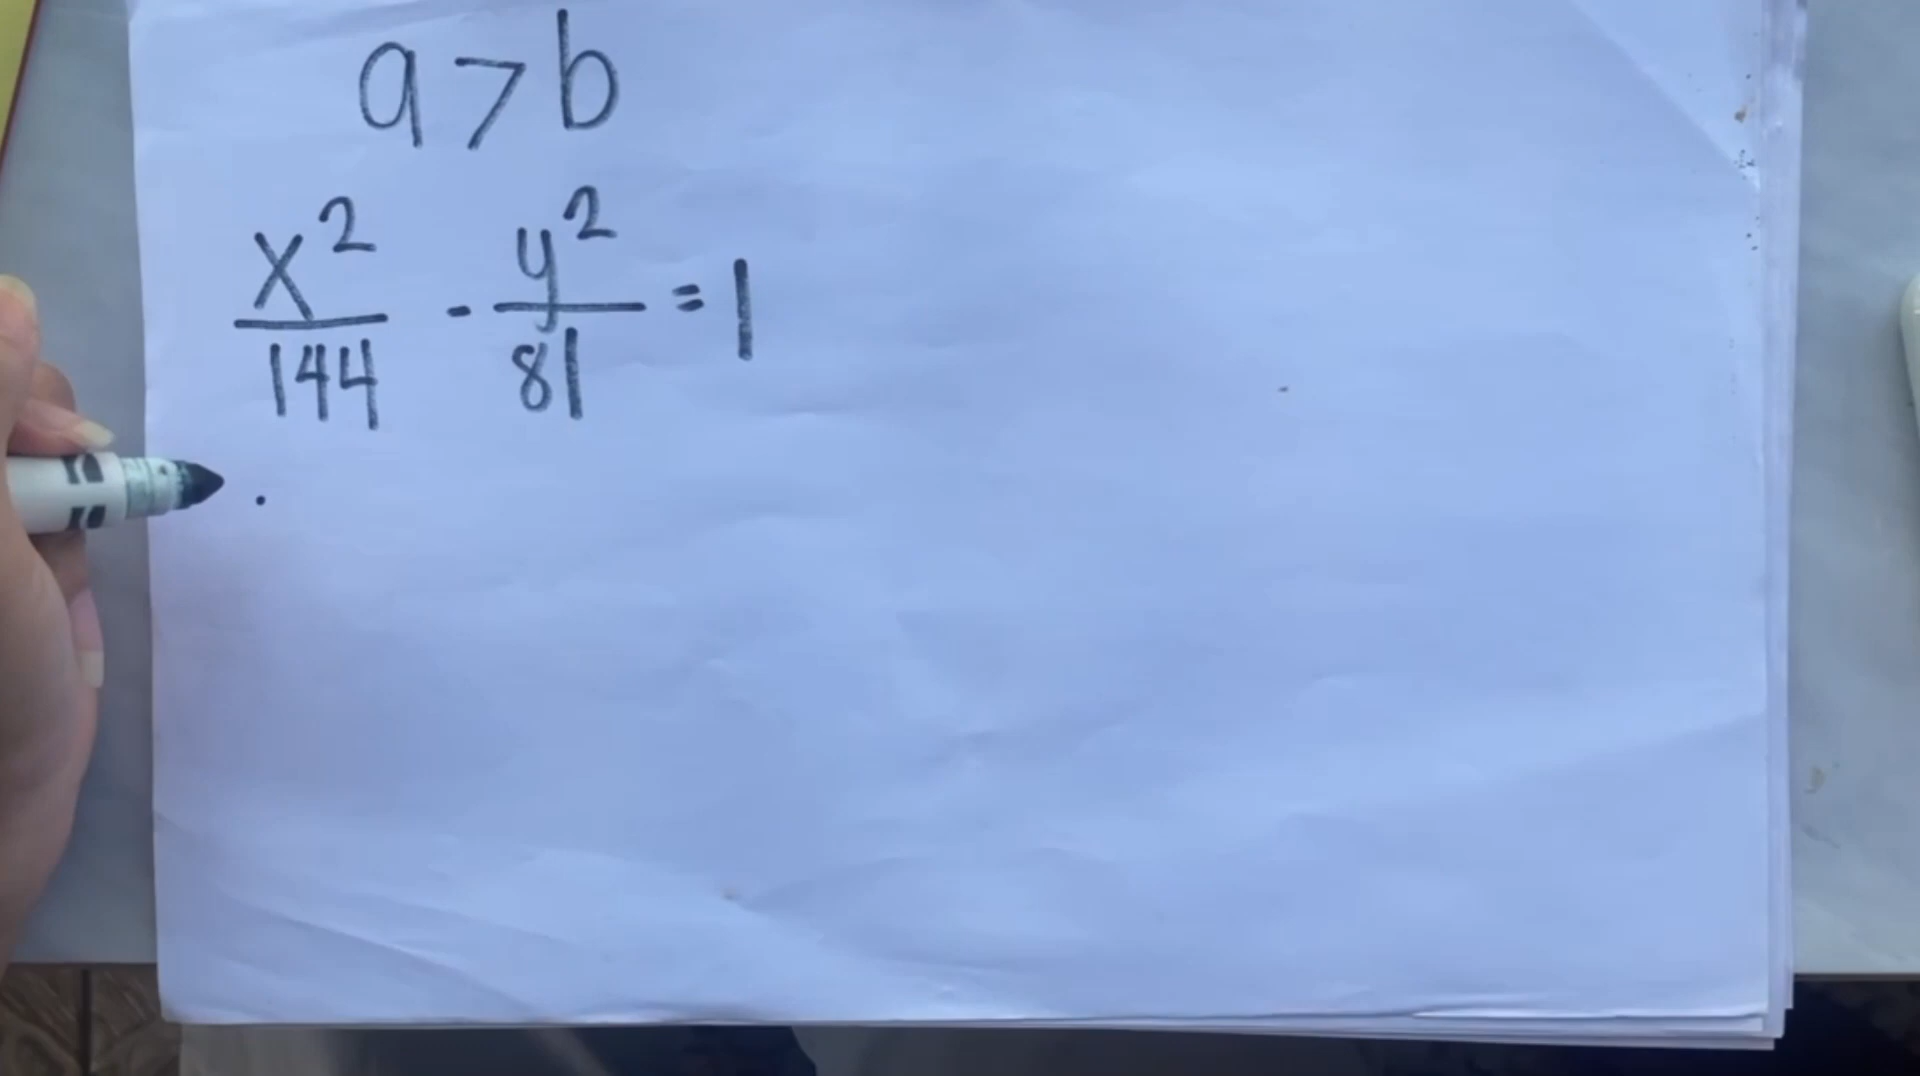 a > b
x² / 144 - y² / 81 = 1